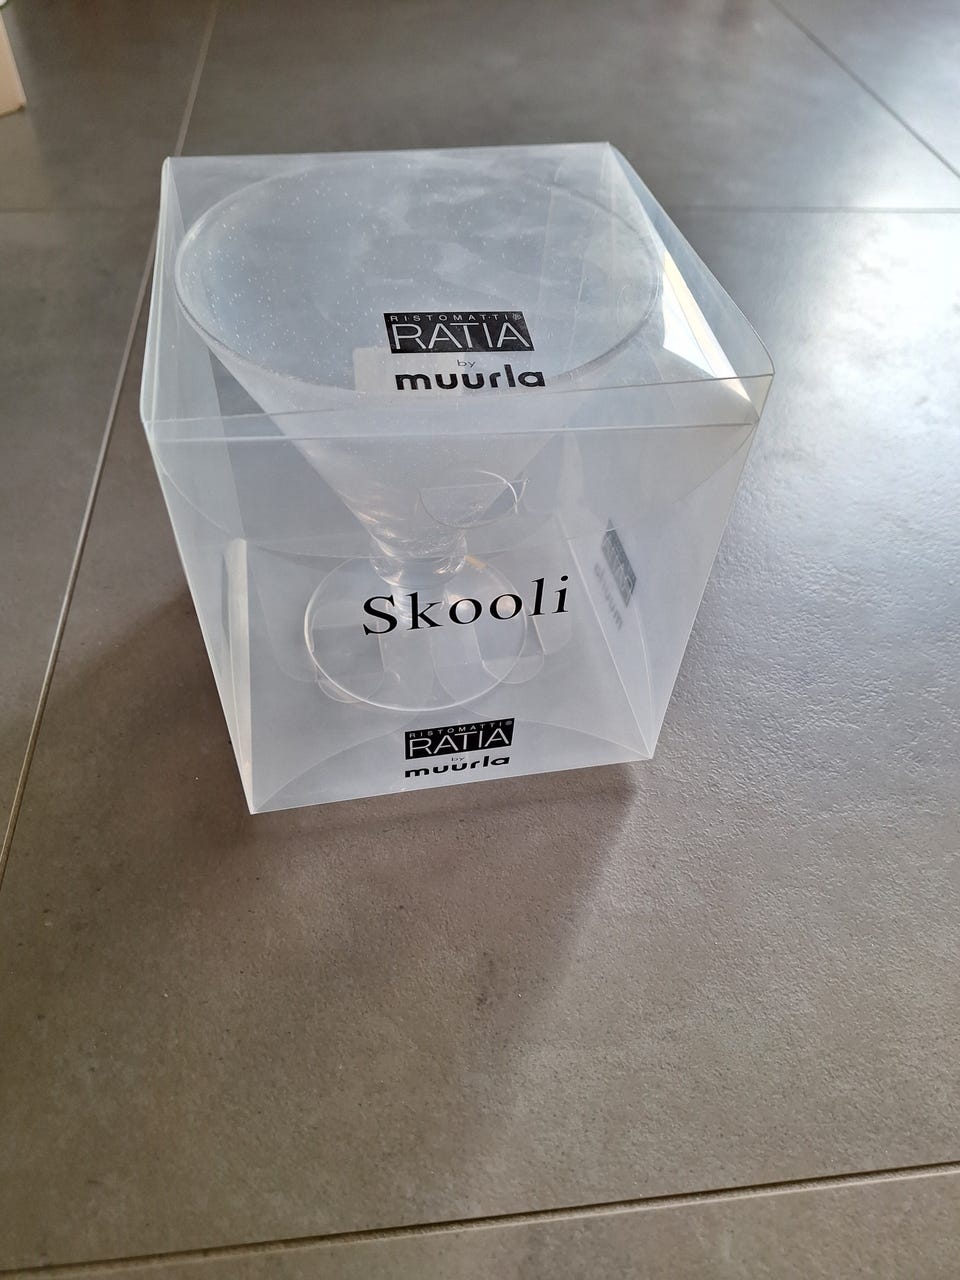 RISTOMATTI®
RATIA
by
muurla
Skooli
RISTOMATTI®
RATIA
by
muurla